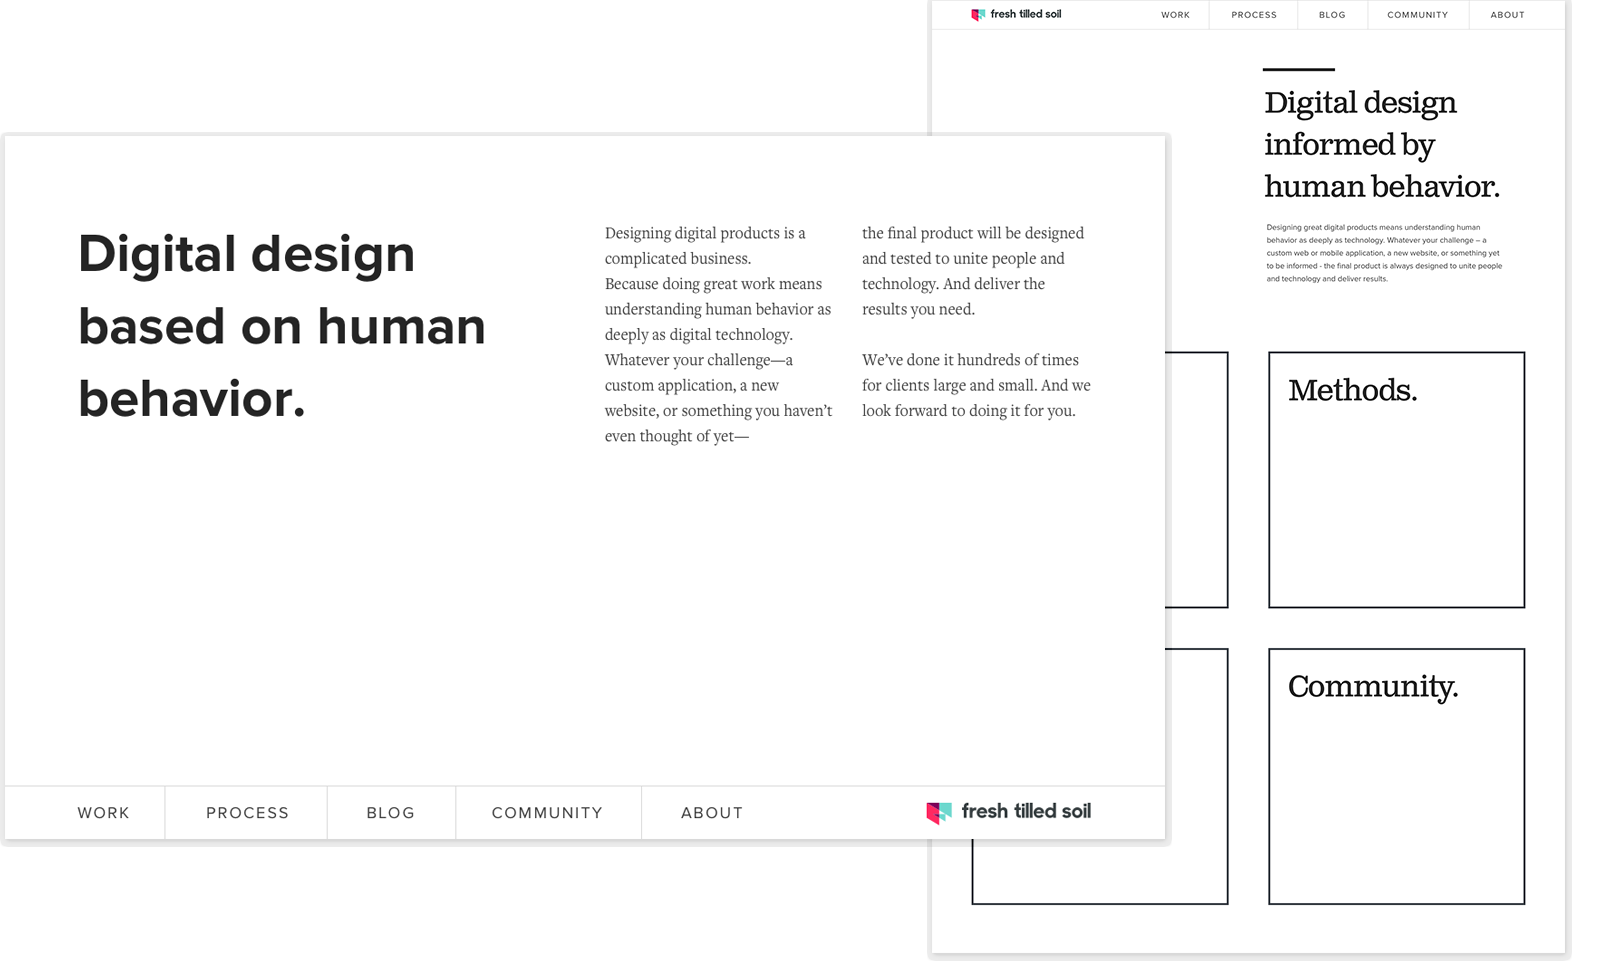 Digital design
based on human
behavior.
Designing digital products is a
complicated business.
Because doing great work means
understanding human behavior as
deeply as digital technology.
Whatever your challenge—a
custom application, a new
website, or something you haven’t
even thought of yet—
the final product will be designed
and tested to unite people and
technology. And deliver the
results you need.
We’ve done it hundreds of times
for clients large and small. And we
look forward to doing it for you.
WORK PROCESS BLOG COMMUNITY ABOUT fresh tilled soil
fresh tilled soil WORK PROCESS BLOG COMMUNITY ABOUT
Digital design
informed by
human behavior.
Designing great digital products means understanding human
behavior as deeply as technology. Whatever your challenge – a
custom web or mobile application, a new website, or something yet
to be informed - the final product is always designed to unite people
and technology and deliver results.
Methods.
Community.